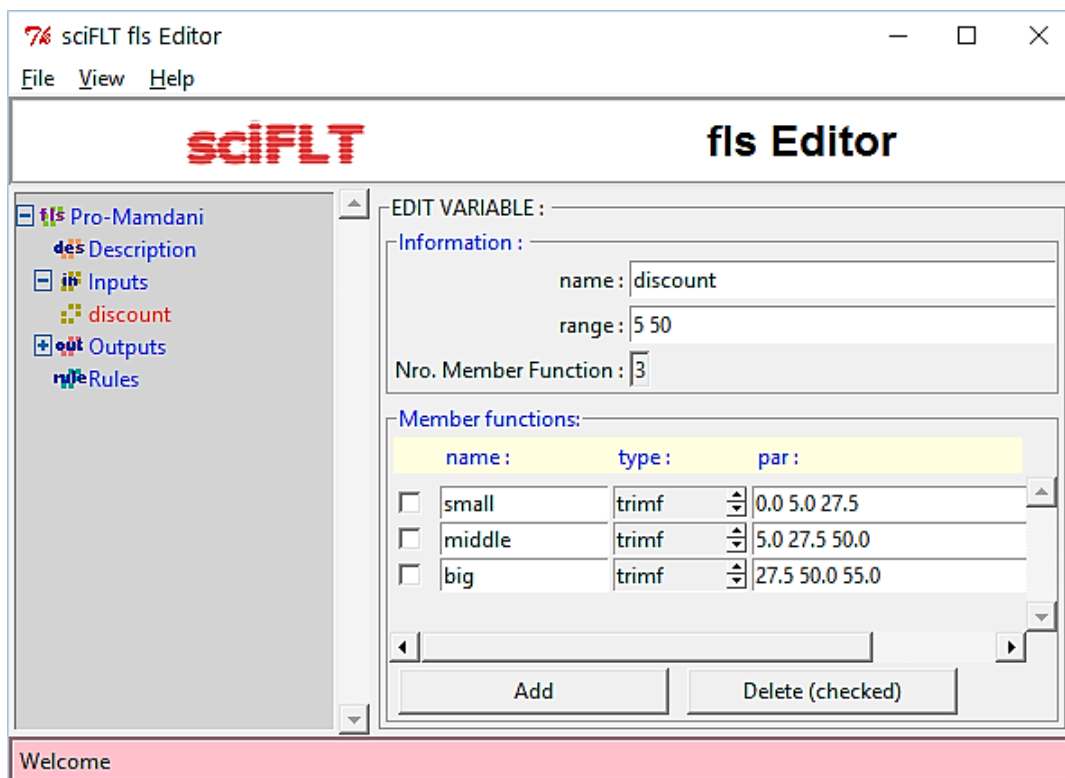 sciFLT fls Editor
File View Help
sciFLT fls Editor
fls Pro-Mamdani
des Description
in Inputs
discount
out Outputs
rule Rules
EDIT VARIABLE :
Information :
name : discount
range : 5 50
Nro. Member Function : 3
Member functions:
name : type : par :
small trimf 0.0 5.0 27.5
middle trimf 5.0 27.5 50.0
big trimf 27.5 50.0 55.0
Add Delete (checked)
Welcome